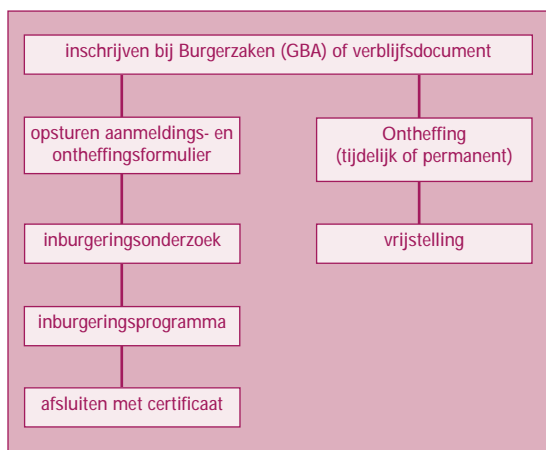 inschrijven bij Burgerzaken (GBA) of verblijfsdocument
opsturen aanmeldings- en
ontheffingsformulier
Ontheffing
(tijdelijk of permanent)
inburgeringsonderzoek
vrijstelling
inburgeringsprogramma
afsluiten met certificaat